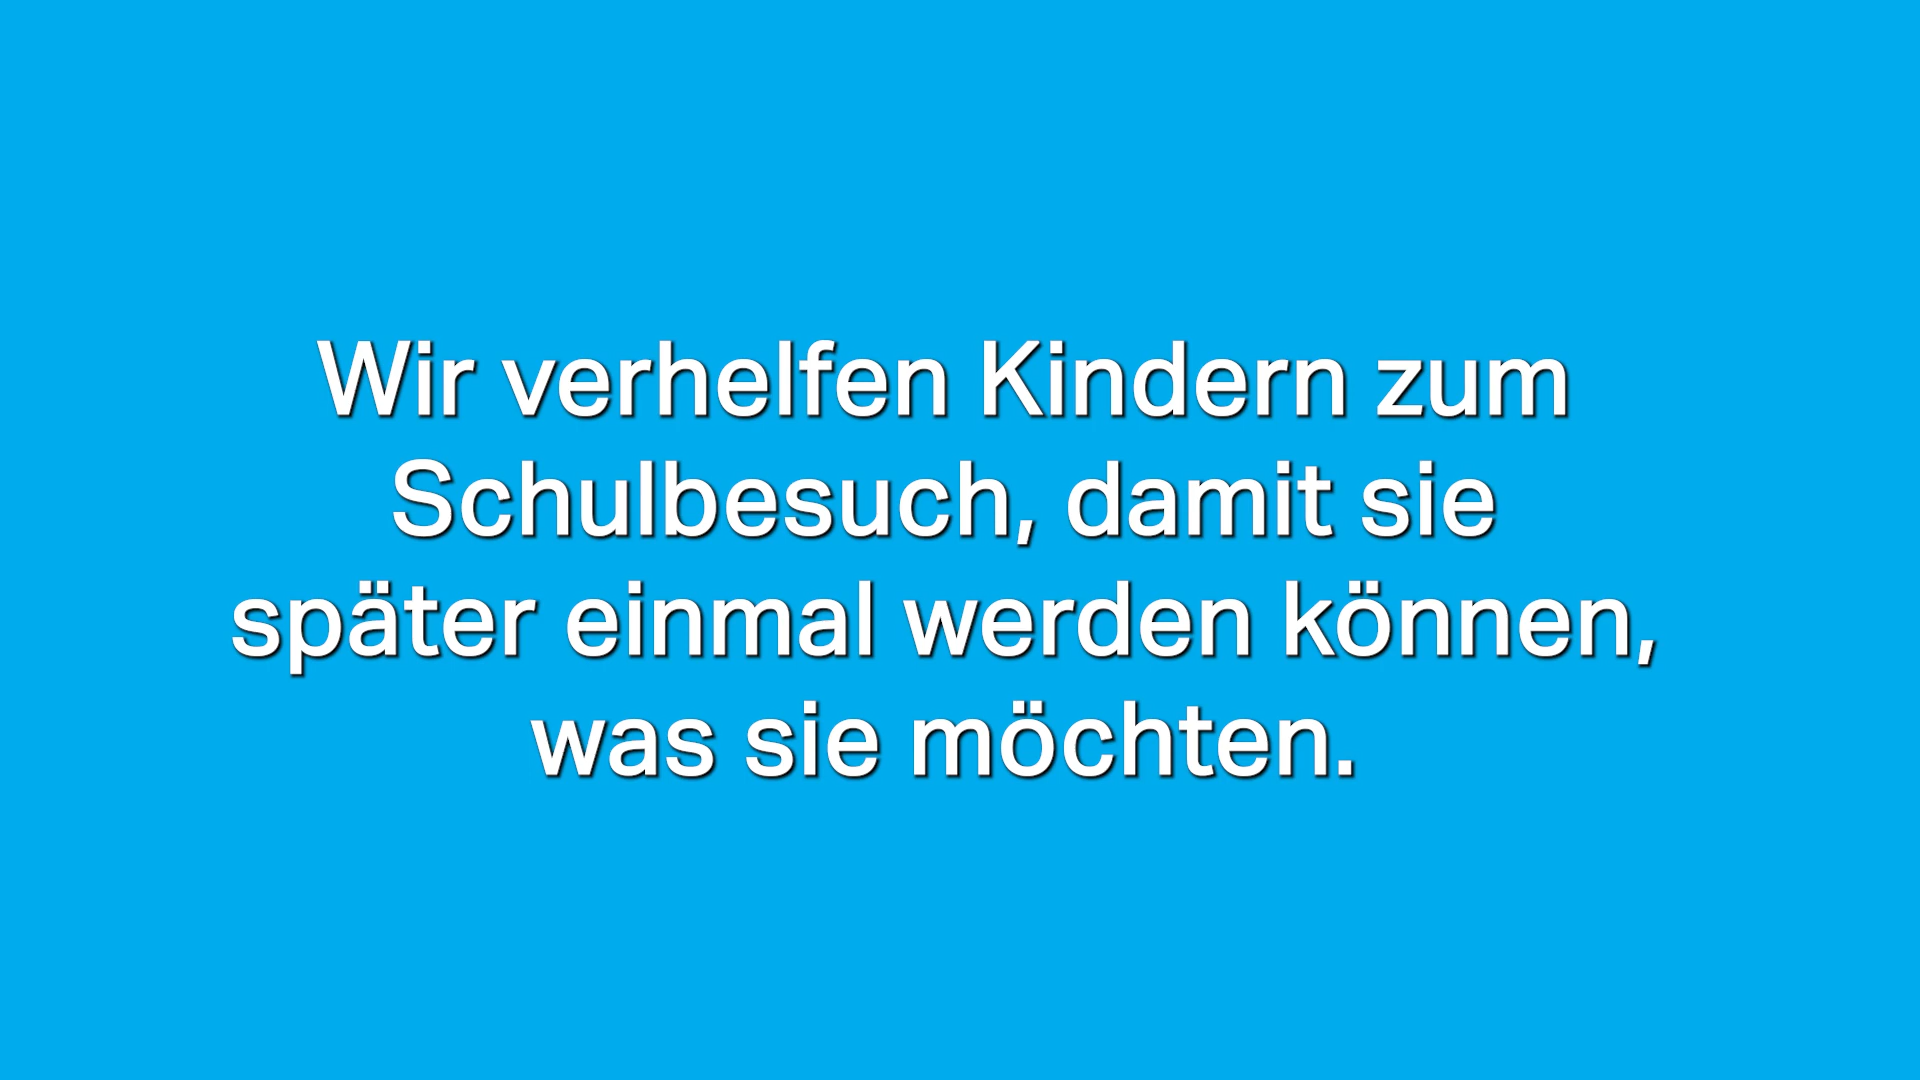 Wir verhelfen Kindern zum
Schulbesuch, damit sie
später einmal werden können,
was sie möchten.